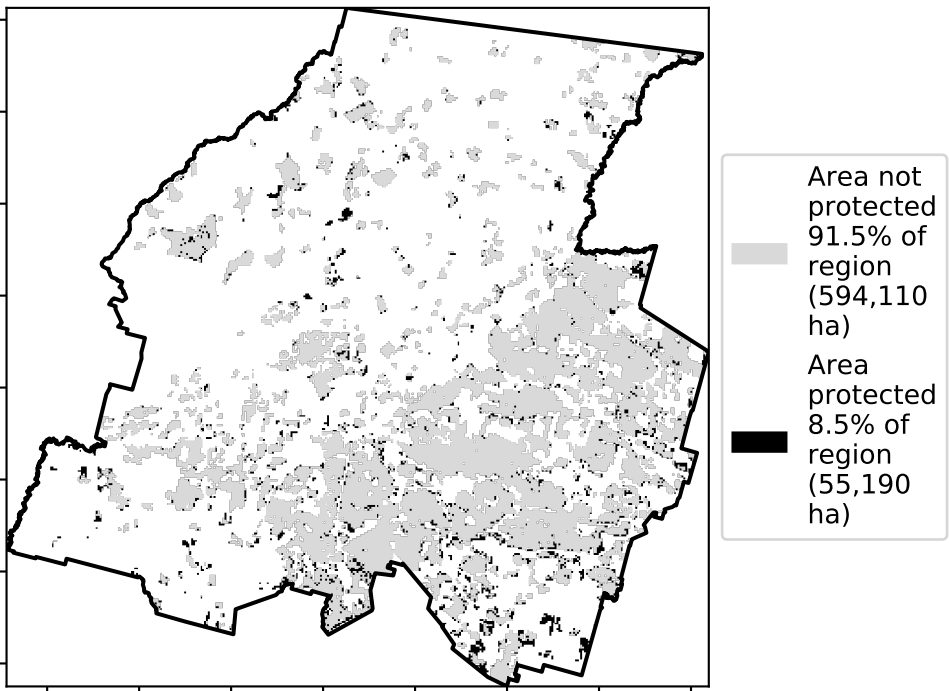 Area not
protected
91.5% of
region
(594,110
ha)
Area
protected
8.5% of
region
(55,190
ha)